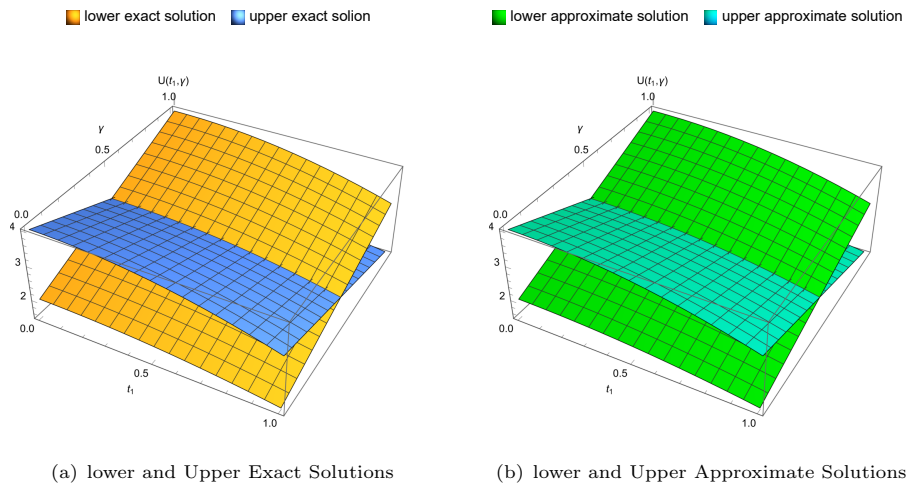 lower exact solution upper exact solion
lower approximate solution upper approximate solution
U(t₁,γ)
1.0
γ
0.5
0.0
4
3
2
0.0
0.5
t₁
1.0
U(t₁,γ)
1.0
γ
0.5
0.0
4
3
2
0.0
0.5
t₁
1.0
(a) lower and Upper Exact Solutions
(b) lower and Upper Approximate Solutions